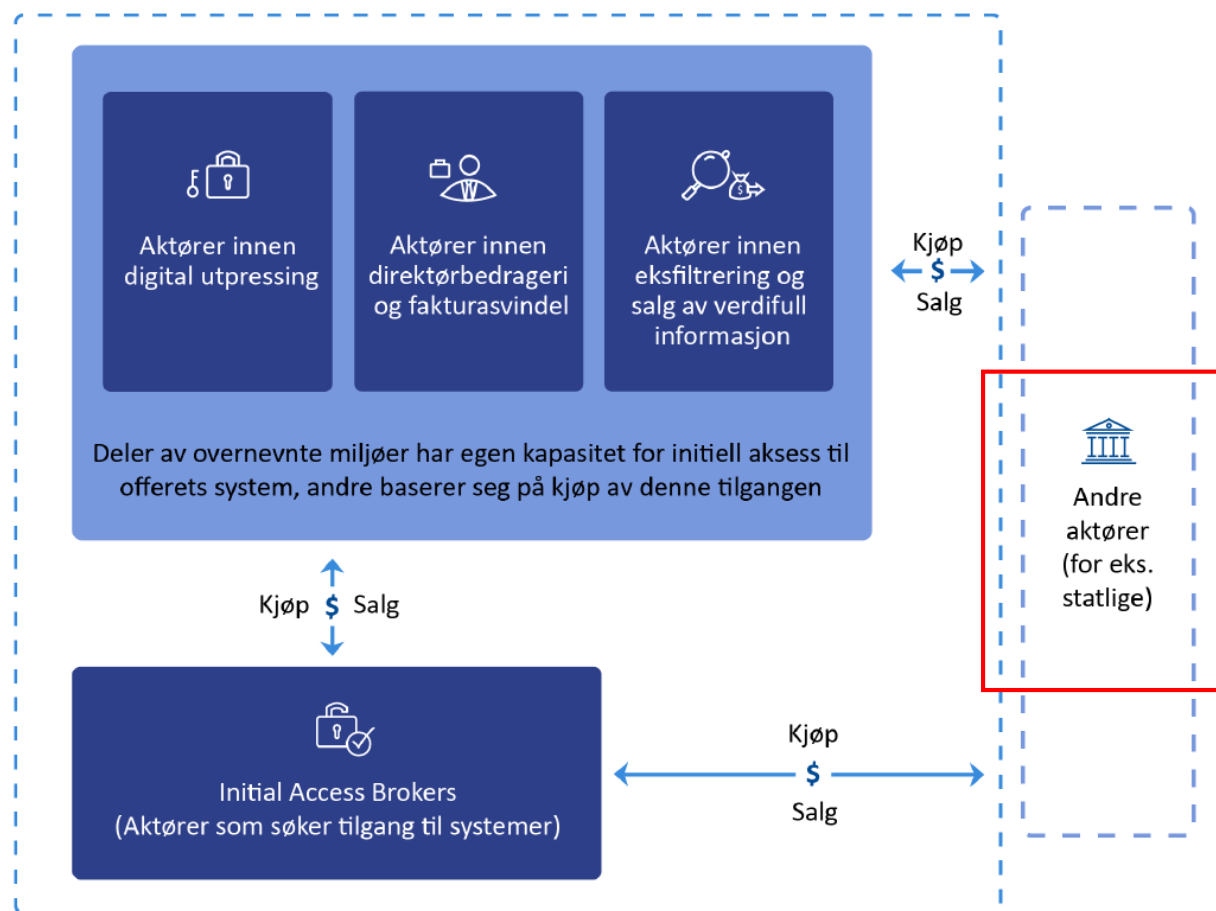 Aktører innen
digital utpressing
Aktører innen
direktørbedrageri
og fakturasvindel
Aktører innen
eksfiltrering og
salg av verdifull
informasjon
Deler av overnevnte miljøer har egen kapasitet for initiell aksess til
offerets system, andre baserer seg på kjøp av denne tilgangen
Kjøp
$
Salg
Andre
aktører
(for eks.
statlige)
Kjøp $ Salg
Initial Access Brokers
(Aktører som søker tilgang til systemer)
Kjøp
$
Salg